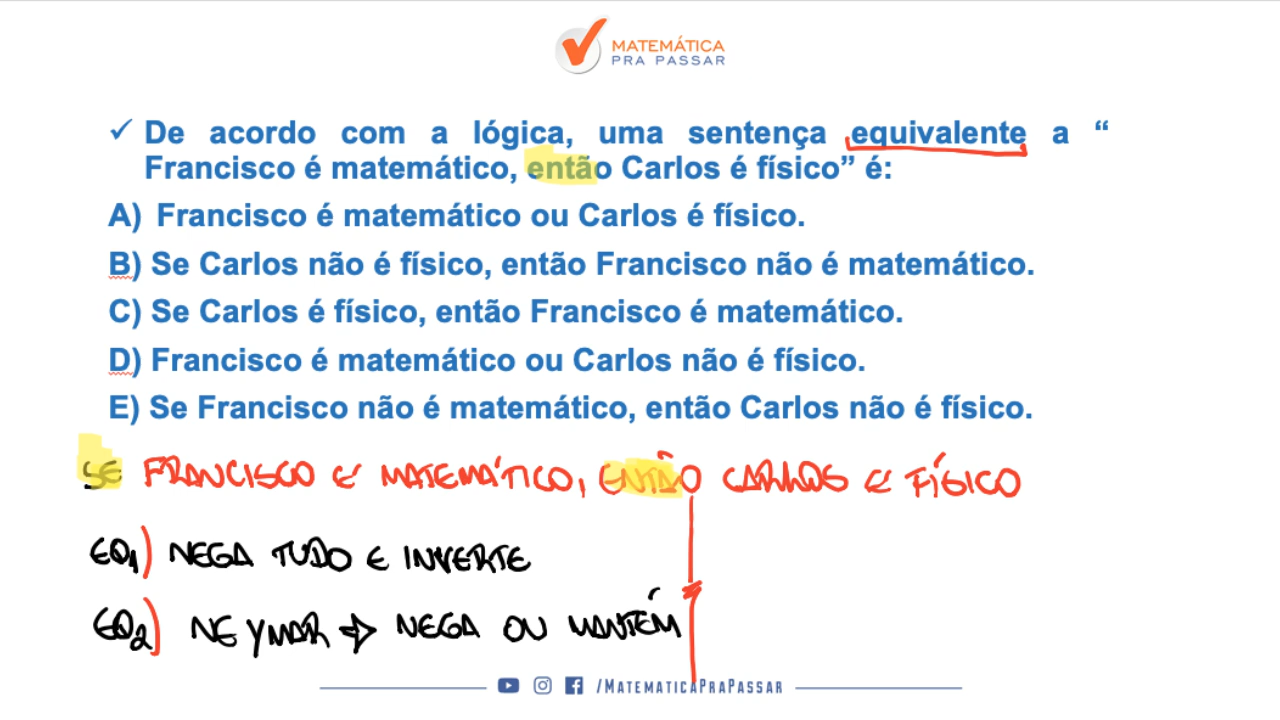 MATEMÁTICA
PRA PASSAR
✓ De acordo com a lógica, uma sentença equivalente a “
Francisco é matemático, então Carlos é físico” é:
A) Francisco é matemático ou Carlos é físico.
B) Se Carlos não é físico, então Francisco não é matemático.
C) Se Carlos é físico, então Francisco é matemático.
D) Francisco é matemático ou Carlos não é físico.
E) Se Francisco não é matemático, então Carlos não é físico.
SE FRANCISCO É MATEMÁTICO, ENTÃO CARLOS É FÍSICO
EQ1) NEGA TUDO E INVERTE
EQ2) NEYMAR → NEGA OU MANTÉM
/MATEMATICAPRAPASSAR